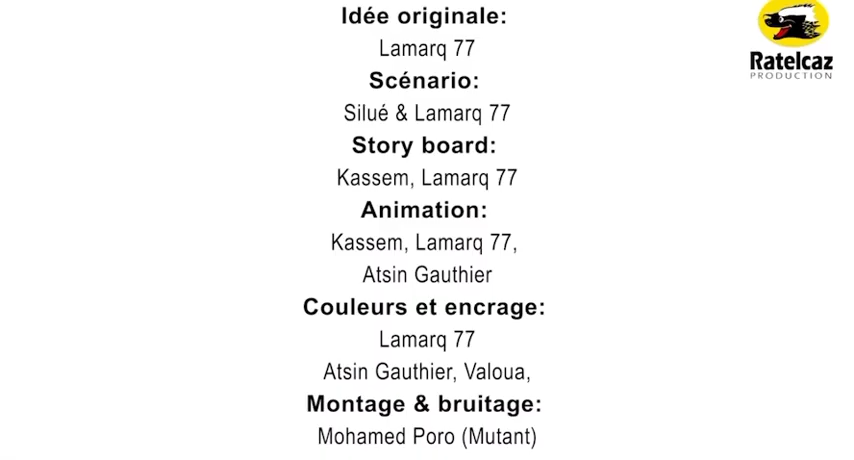 Idée originale:
Lamarq 77
Scénario:
Silué & Lamarq 77
Story board:
Kassem, Lamarq 77
Animation:
Kassem, Lamarq 77,
Atsin Gauthier
Couleurs et encrage:
Lamarq 77
Atsin Gauthier, Valoua,
Montage & bruitage:
Mohamed Poro (Mutant)
Ratelcaz
PRODUCTION